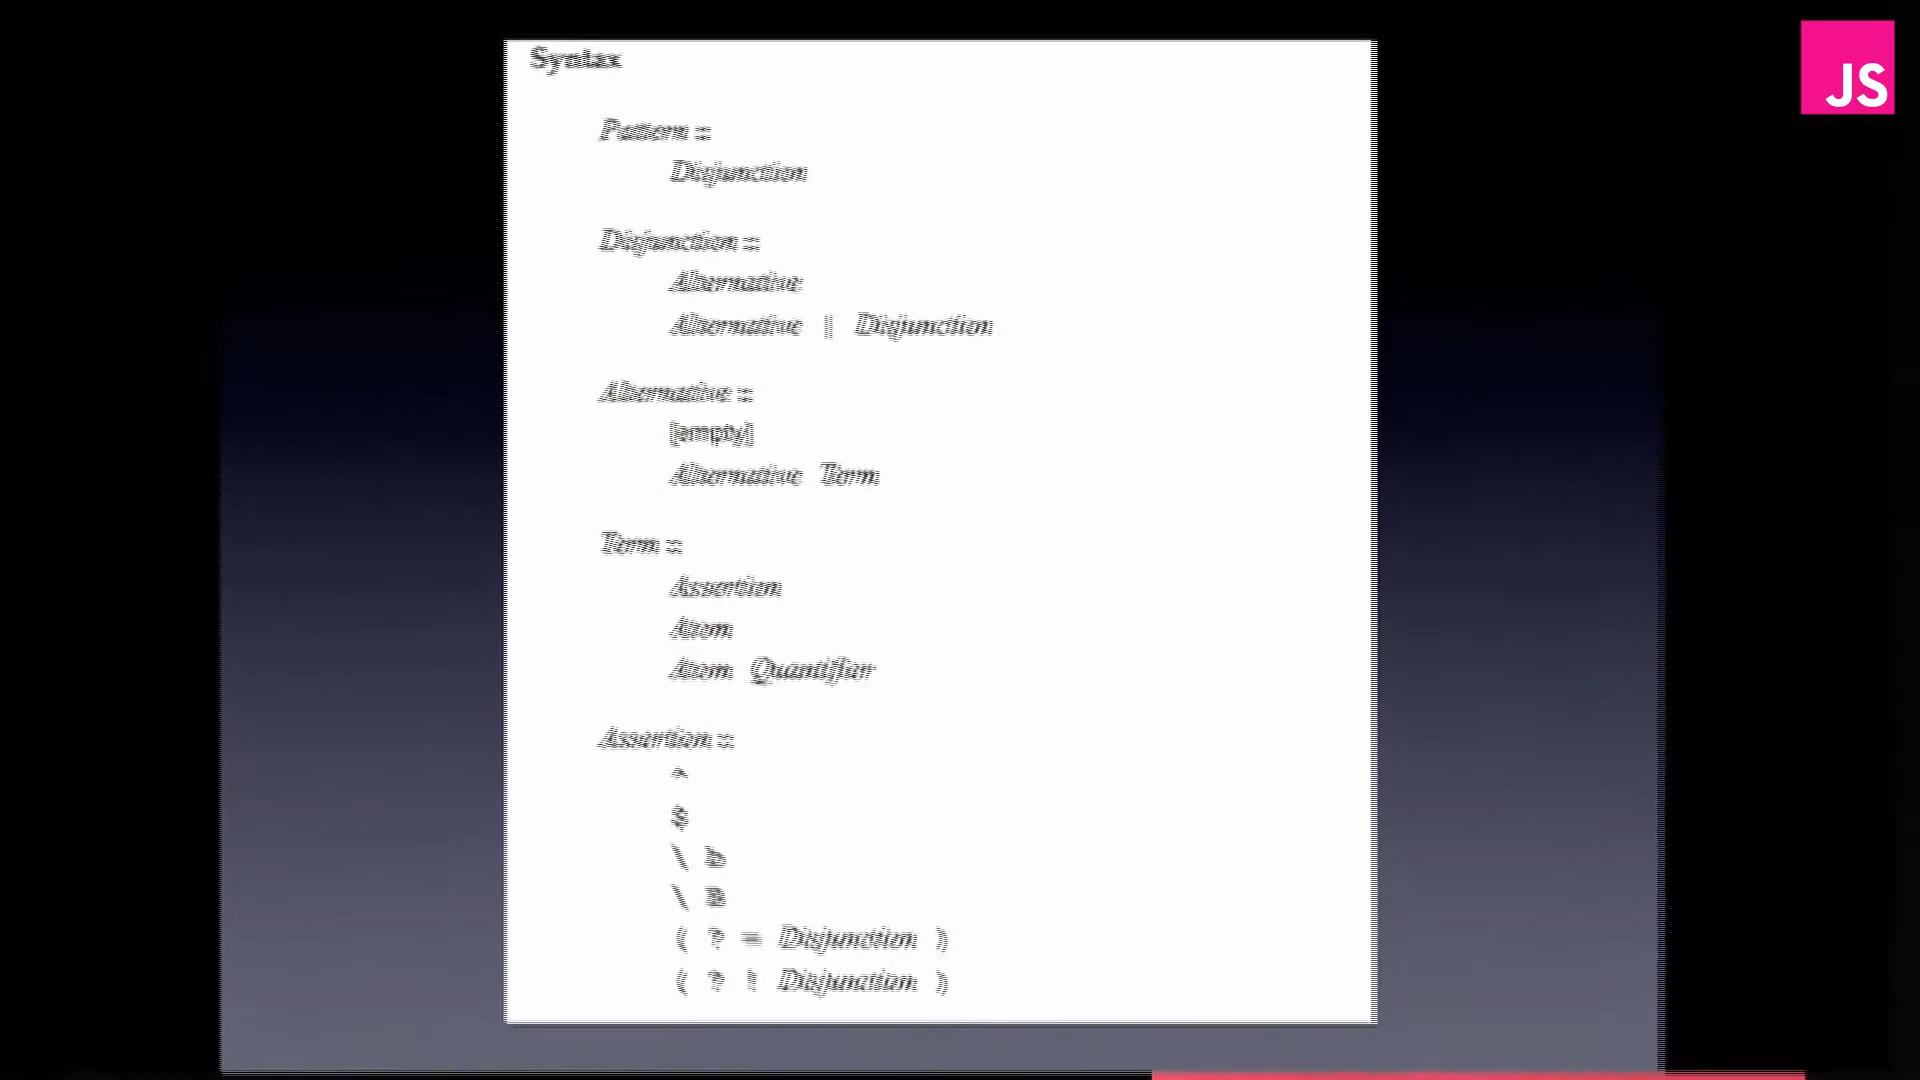 JS
Syntax
Pattern ::
Disjunction
Disjunction ::
Alternative
Alternative | Disjunction
Alternative ::
[empty]
Alternative Term
Term ::
Assertion
Atom
Atom Quantifier
Assertion ::
^
$
\ b
\ B
( ? = Disjunction )
( ? ! Disjunction )